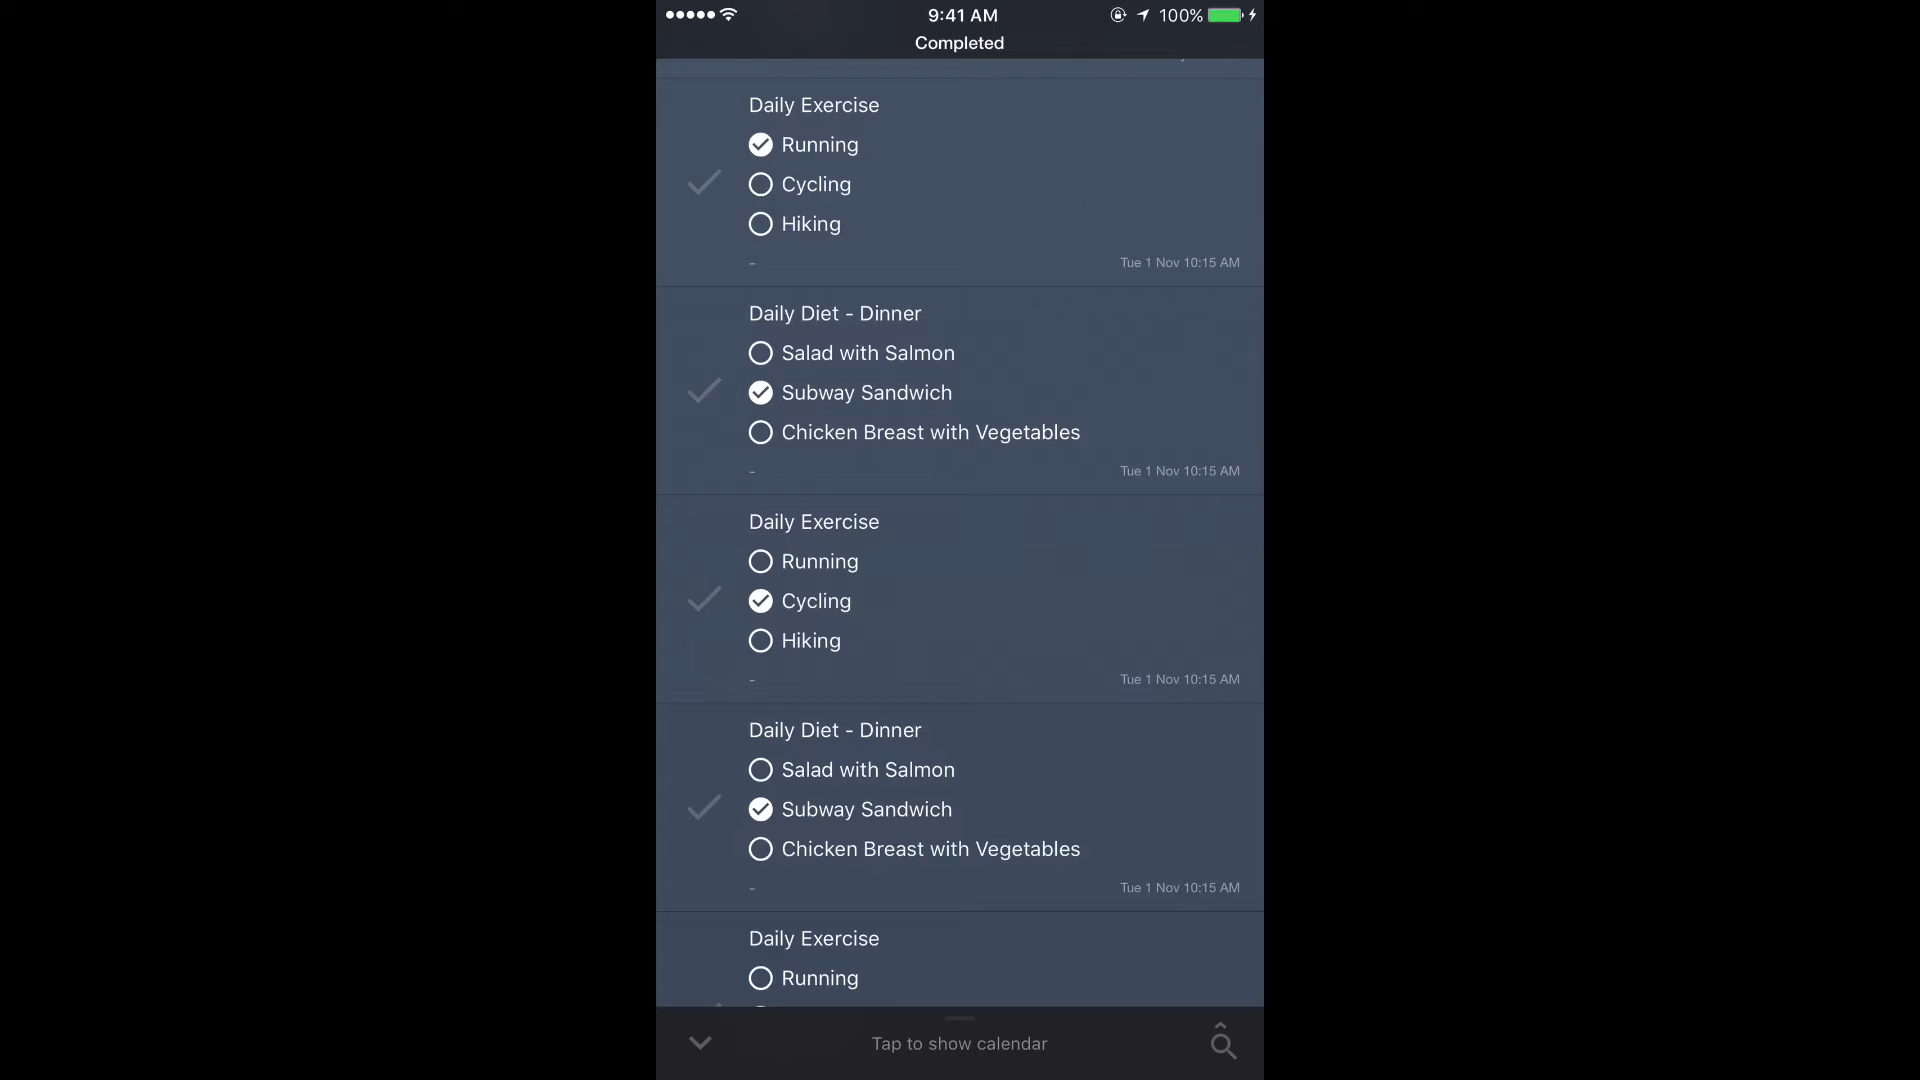 9:41 AM
100%
Completed
Daily Exercise
Running
Cycling
Hiking
-
Tue 1 Nov 10:15 AM
Daily Diet - Dinner
Salad with Salmon
Subway Sandwich
Chicken Breast with Vegetables
-
Tue 1 Nov 10:15 AM
Daily Exercise
Running
Cycling
Hiking
-
Tue 1 Nov 10:15 AM
Daily Diet - Dinner
Salad with Salmon
Subway Sandwich
Chicken Breast with Vegetables
-
Tue 1 Nov 10:15 AM
Daily Exercise
Running
Tap to show calendar